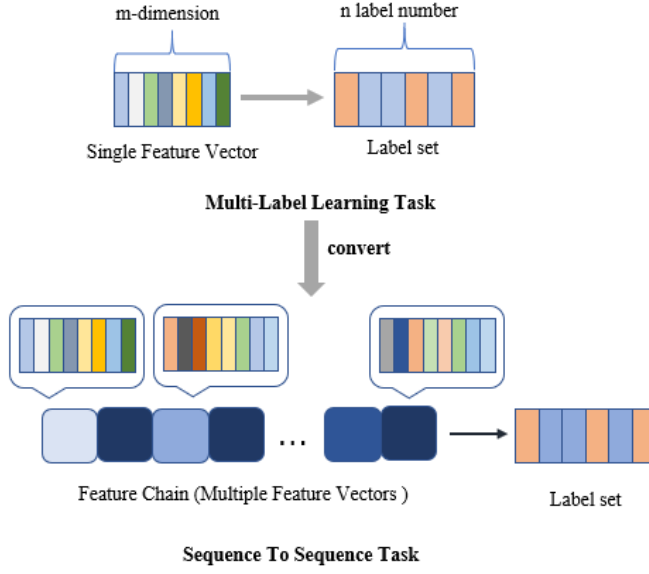 m-dimension
n label number
Single Feature Vector
Label set
Multi-Label Learning Task
convert
...
Feature Chain (Multiple Feature Vectors )
Label set
Sequence To Sequence Task